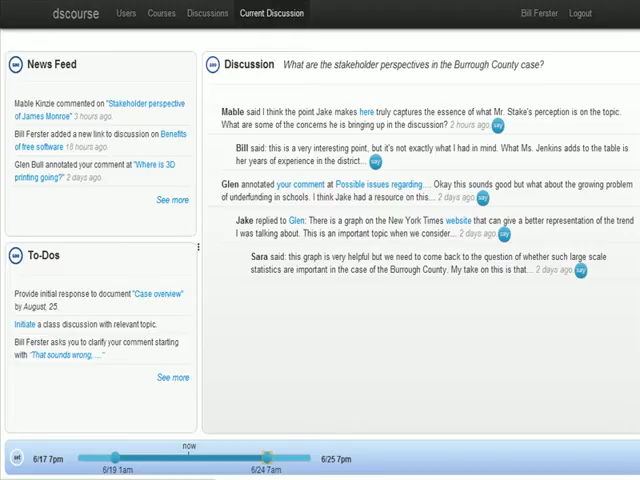 dscourse Users Courses Discussions Current Discussion Bill Ferster Logout
News Feed
Mable Kinzie commented on "Stakeholder perspective
of James Monroe" 3 hours ago.
Bill Ferster added a new link to discussion on Benefits
of free software 18 hours ago.
Glen Bull annotated your comment at "Where is 3D
printing going?" 2 days ago.
See more
To-Dos
Provide initial response to document "Case overview"
by August, 25.
Initiate a class discussion with relevant topic.
Bill Ferster asks you to clarify your comment starting
with "That sounds wrong,...."
See more
Discussion What are the stakeholder perspectives in the Burrough County case?
Mable said I think the point Jake makes here truly captures the essence of what Mr. Stake's perception is on the topic.
What are some of the concerns he is bringing up in the discussion? 2 hours ago. say
Bill said: this is a very interesting point, but it's not exactly what I had in mind. What Ms. Jenkins adds to the table is
her years of experience in the district... say
Glen annotated your comment at Possible issues regarding.... Okay this sounds good but what about the growing problem
of underfunding in schools. I think Jake had a resource on this... 2 days ago. say
Jake replied to Glen: There is a graph on the New York Times website that can give a better representation of the trend
I was talking about. This is an important topic when we consider... 2 days ago. say
Sara said: this graph is very helpful but we need to come back to the question of whether such large scale
statistics are important in the case of the Burrough County. My take on this is that... 2 days ago. say
now
6/17 7pm 6/25 7pm
6/19 1am 6/24 7am